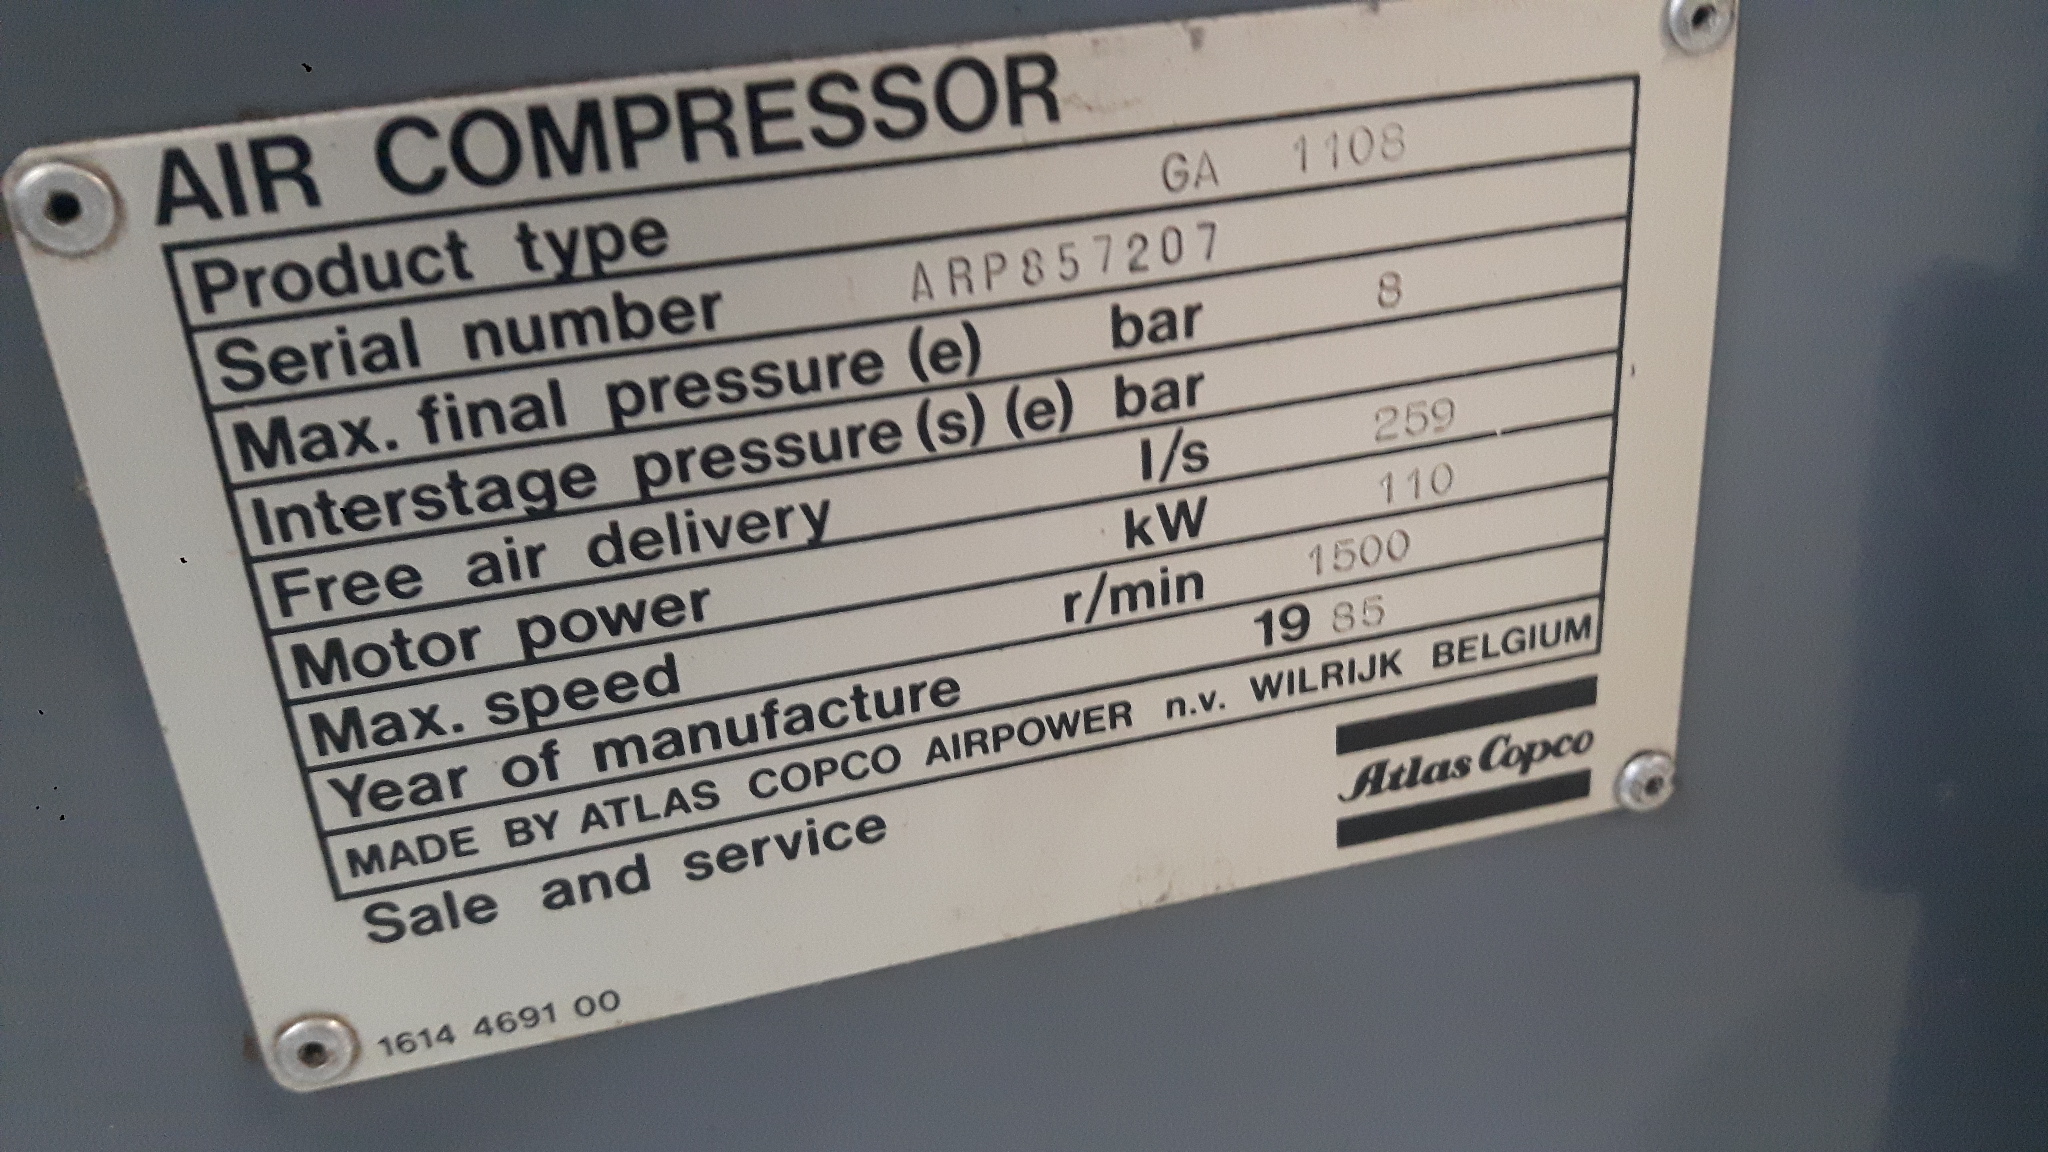 AIR COMPRESSOR
Product type GA 1108
Serial number ARP857207
Max. final pressure (e) bar 8
Interstage pressure (s) (e) bar
Free air delivery l/s 259
Motor power kW 110
Max. speed r/min 1500
Year of manufacture 19 85
MADE BY ATLAS COPCO AIRPOWER n.v. WILRIJK BELGIUM
Sale and service
Atlas Copco
1614 4691 00